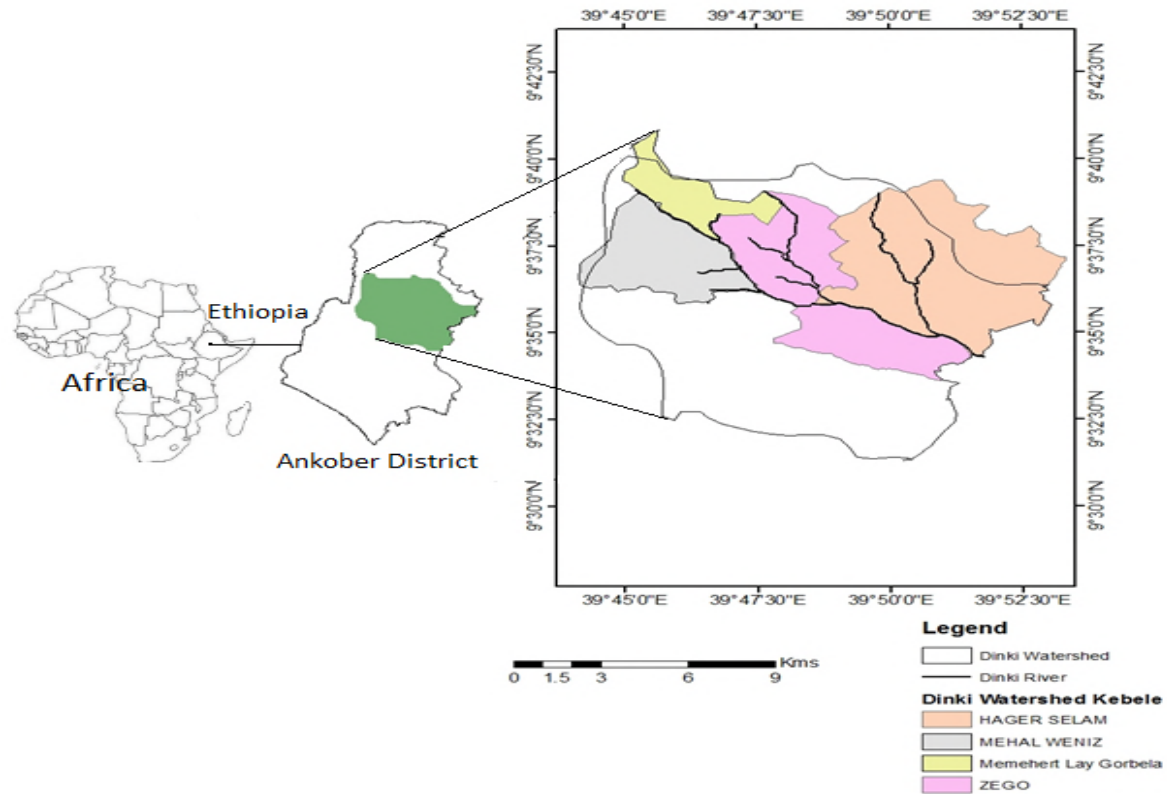 39°45'0"E 39°47'30"E 39°50'0"E 39°52'30"E
9°42'30"N 9°42'30"N
9°40'0"N 9°40'0"N
9°37'30"N 9°37'30"N
9°35'0"N 9°35'0"N
9°32'30"N 9°32'30"N
9°30'0"N 9°30'0"N
39°45'0"E 39°47'30"E 39°50'0"E 39°52'30"E
Ethiopia
Africa
Ankober District
Kms
0 1.5 3 6 9
Legend
Dinki Watershed
Dinki River
Dinki Watershed Kebele
HAGER SELAM
MEHAL WENIZ
Memehert Lay Gorbela
ZEGO